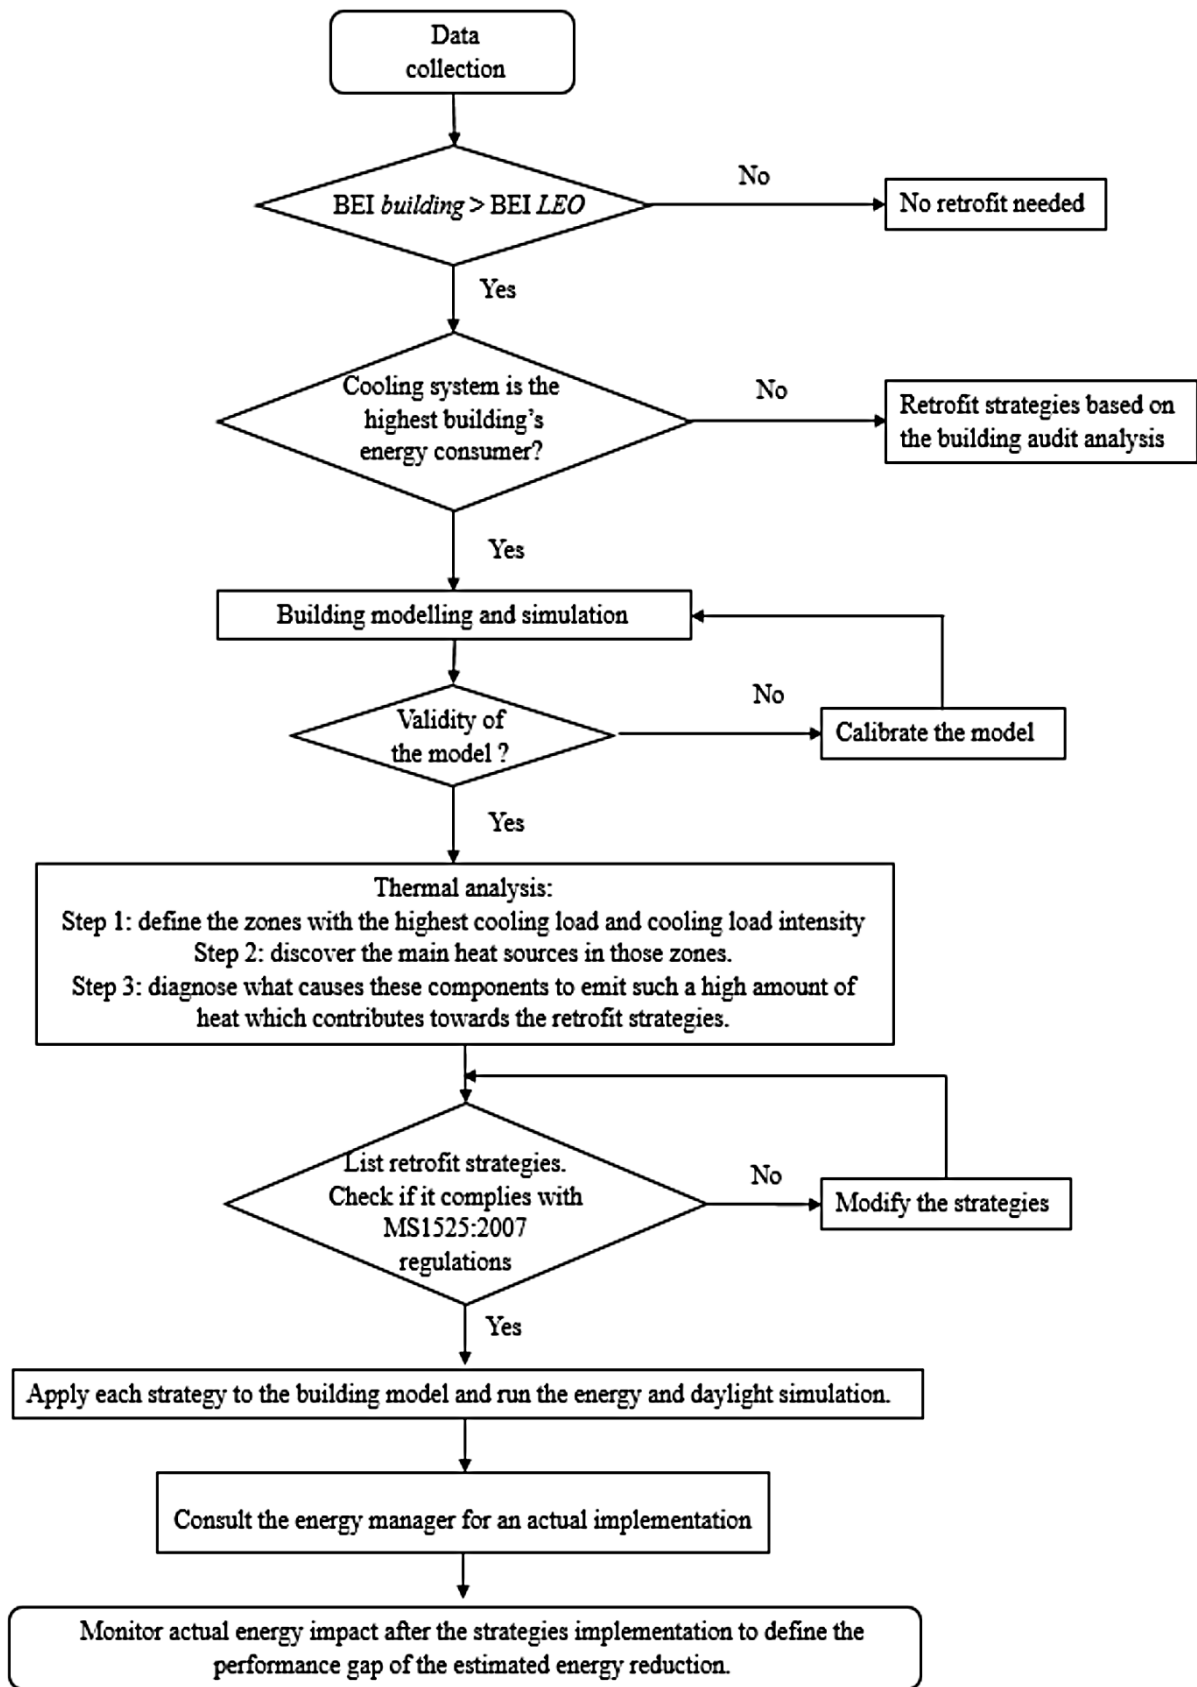 Data
collection
BEI building > BEI LEO
No
No retrofit needed
Yes
Cooling system is the
highest building's
energy consumer?
No
Retrofit strategies based on
the building audit analysis
Yes
Building modelling and simulation
Validity of
the model ?
No
Calibrate the model
Yes
Thermal analysis:
Step 1: define the zones with the highest cooling load and cooling load intensity
Step 2: discover the main heat sources in those zones.
Step 3: diagnose what causes these components to emit such a high amount of
heat which contributes towards the retrofit strategies.
List retrofit strategies.
Check if it complies with
MS1525:2007
regulations
No
Modify the strategies
Yes
Apply each strategy to the building model and run the energy and daylight simulation.
Consult the energy manager for an actual implementation
Monitor actual energy impact after the strategies implementation to define the
performance gap of the estimated energy reduction.